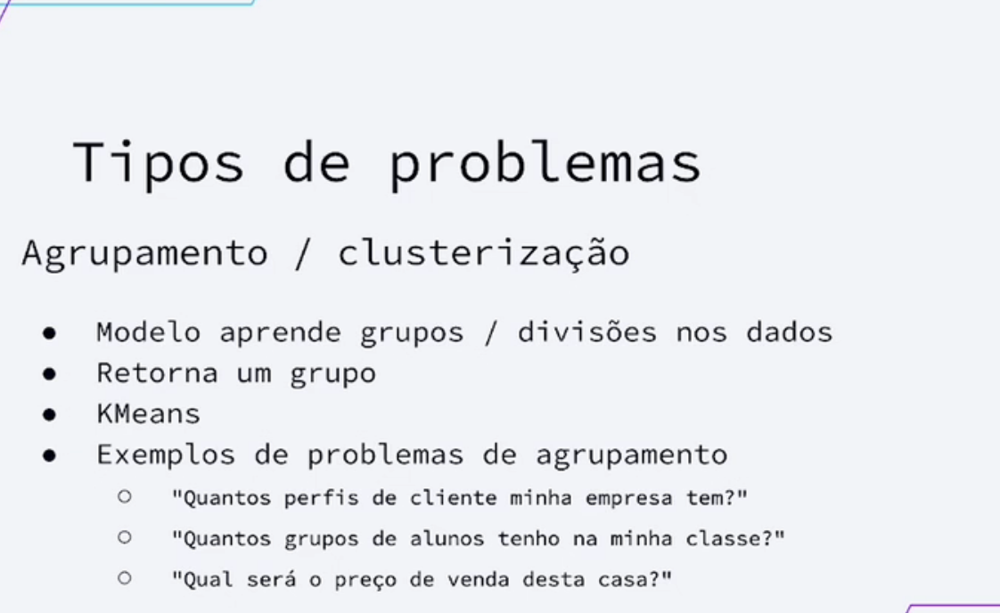 Tipos de problemas
Agrupamento / clusterização
● Modelo aprende grupos / divisões nos dados
● Retorna um grupo
● KMeans
● Exemplos de problemas de agrupamento
○ "Quantos perfis de cliente minha empresa tem?"
○ "Quantos grupos de alunos tenho na minha classe?"
○ "Qual será o preço de venda desta casa?"